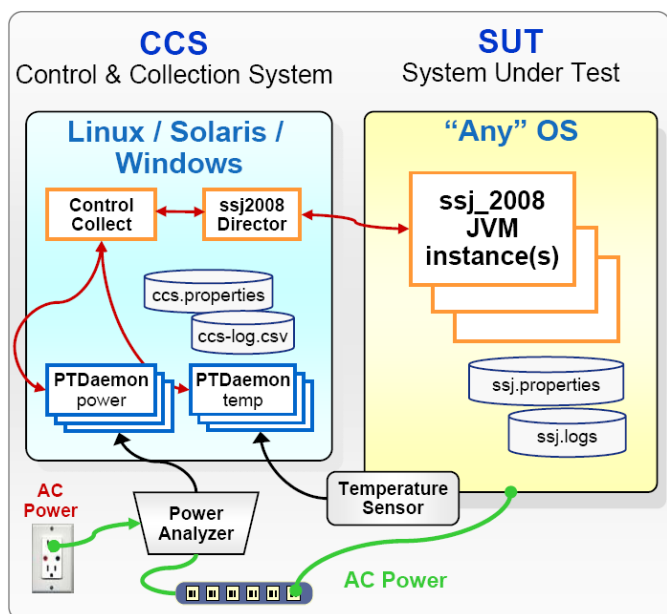 CCS
Control & Collection System
SUT
System Under Test
Linux / Solaris /
Windows
Control
Collect
ssj2008
Director
ccs.properties
ccs-log.csv
PTDaemon
power
PTDaemon
temp
“Any” OS
ssj_2008
JVM
instance(s)
ssj.properties
ssj.logs
AC
Power
Power
Analyzer
Temperature
Sensor
AC Power